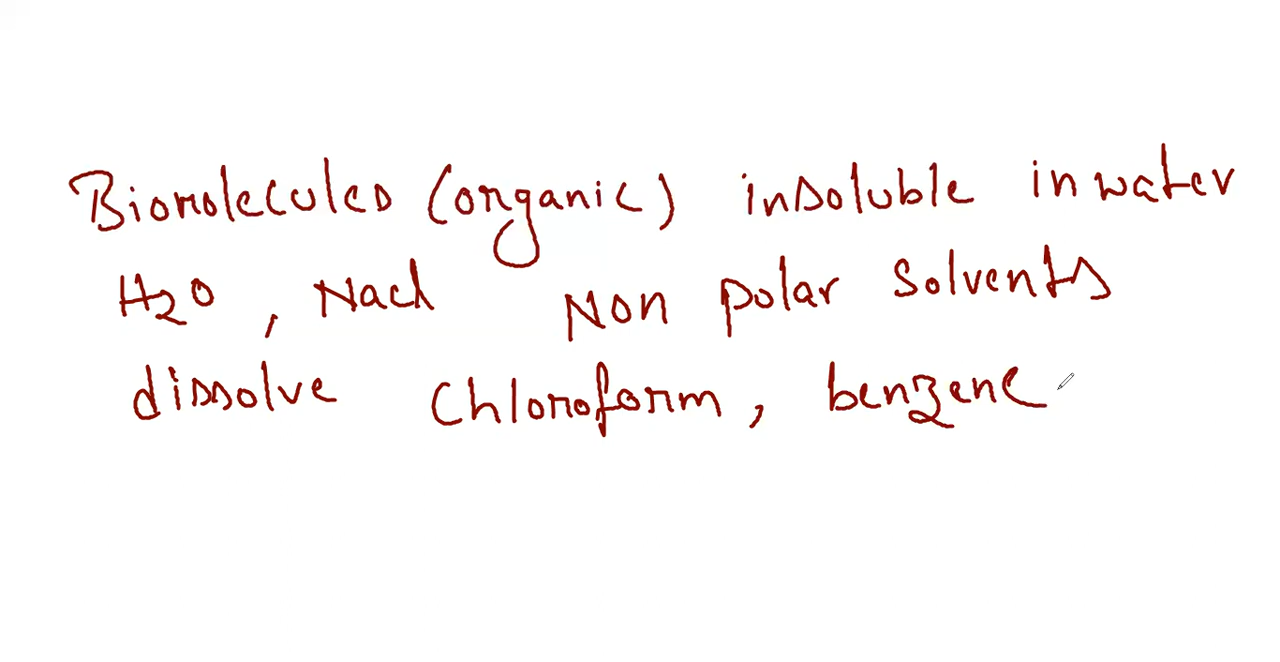 Biomolecules (organic) insoluble in water
H2O, Nacl Non polar solvents
dissolve Chloroform, benzene